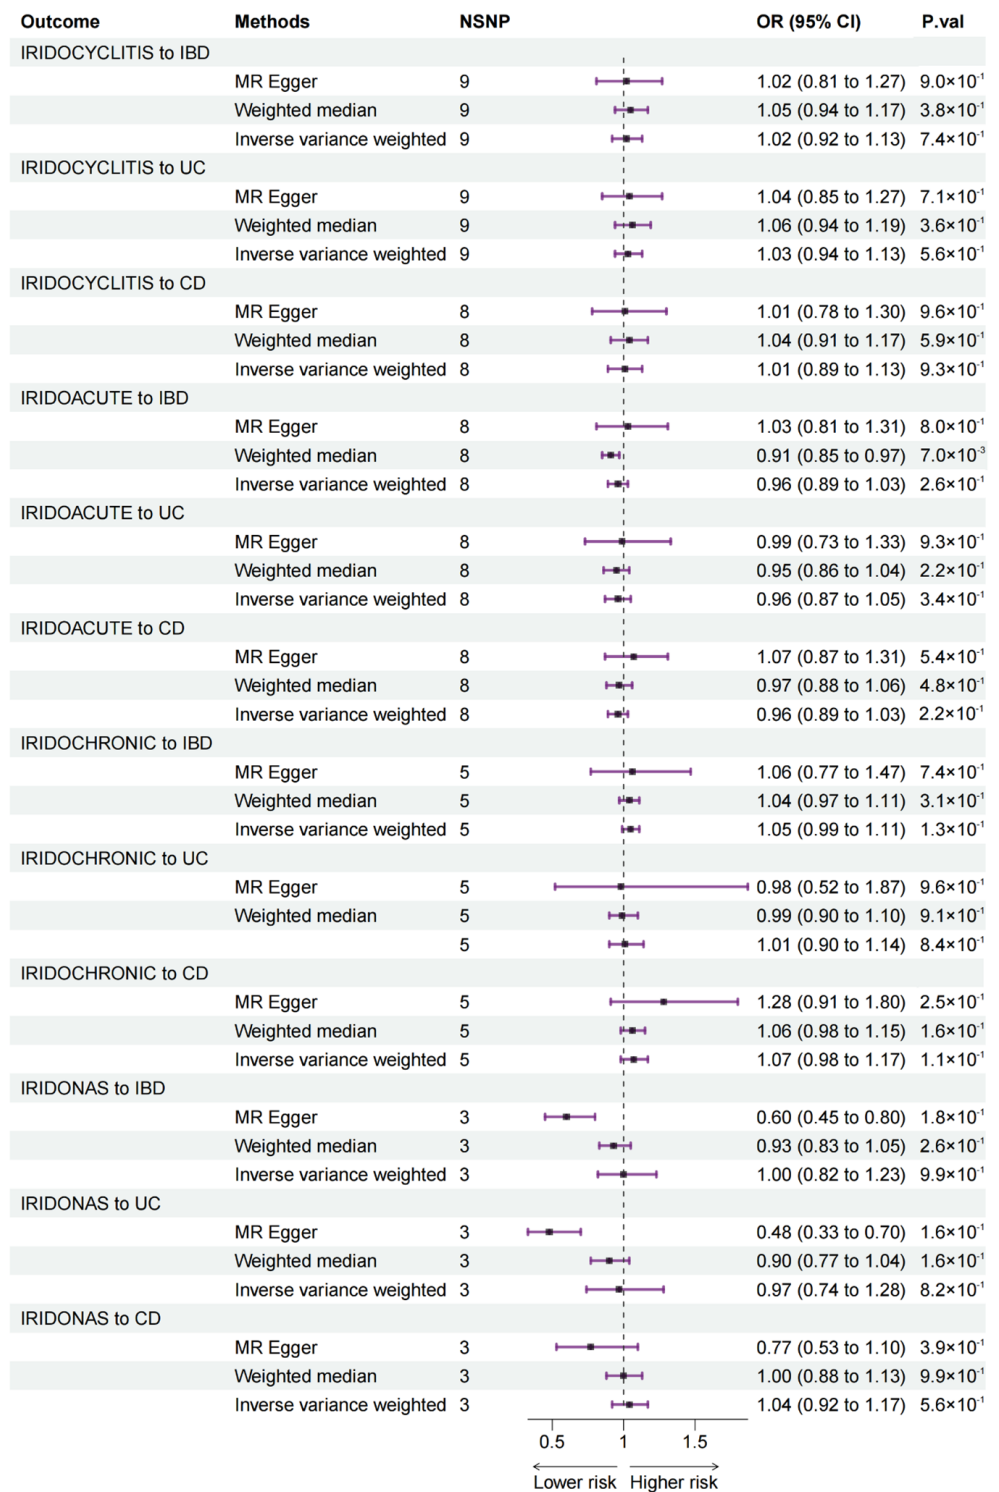 Outcome Methods NSNP OR (95% CI) P.val
IRIDOCYCLITIS to IBD
MR Egger 9 1.02 (0.81 to 1.27) 9.0×10⁻¹
Weighted median 9 1.05 (0.94 to 1.17) 3.8×10⁻¹
Inverse variance weighted 9 1.02 (0.92 to 1.13) 7.4×10⁻¹
IRIDOCYCLITIS to UC
MR Egger 9 1.04 (0.85 to 1.27) 7.1×10⁻¹
Weighted median 9 1.06 (0.94 to 1.19) 3.6×10⁻¹
Inverse variance weighted 9 1.03 (0.94 to 1.13) 5.6×10⁻¹
IRIDOCYCLITIS to CD
MR Egger 8 1.01 (0.78 to 1.30) 9.6×10⁻¹
Weighted median 8 1.04 (0.91 to 1.17) 5.9×10⁻¹
Inverse variance weighted 8 1.01 (0.89 to 1.13) 9.3×10⁻¹
IRIDOACUTE to IBD
MR Egger 8 1.03 (0.81 to 1.31) 8.0×10⁻¹
Weighted median 8 0.91 (0.85 to 0.97) 7.0×10⁻³
Inverse variance weighted 8 0.96 (0.89 to 1.03) 2.6×10⁻¹
IRIDOACUTE to UC
MR Egger 8 0.99 (0.73 to 1.33) 9.3×10⁻¹
Weighted median 8 0.95 (0.86 to 1.04) 2.2×10⁻¹
Inverse variance weighted 8 0.96 (0.87 to 1.05) 3.4×10⁻¹
IRIDOACUTE to CD
MR Egger 8 1.07 (0.87 to 1.31) 5.4×10⁻¹
Weighted median 8 0.97 (0.88 to 1.06) 4.8×10⁻¹
Inverse variance weighted 8 0.96 (0.89 to 1.03) 2.2×10⁻¹
IRIDOCHRONIC to IBD
MR Egger 5 1.06 (0.77 to 1.47) 7.4×10⁻¹
Weighted median 5 1.04 (0.97 to 1.11) 3.1×10⁻¹
Inverse variance weighted 5 1.05 (0.99 to 1.11) 1.3×10⁻¹
IRIDOCHRONIC to UC
MR Egger 5 0.98 (0.52 to 1.87) 9.6×10⁻¹
Weighted median 5 0.99 (0.90 to 1.10) 9.1×10⁻¹
5 1.01 (0.90 to 1.14) 8.4×10⁻¹
IRIDOCHRONIC to CD
MR Egger 5 1.28 (0.91 to 1.80) 2.5×10⁻¹
Weighted median 5 1.06 (0.98 to 1.15) 1.6×10⁻¹
Inverse variance weighted 5 1.07 (0.98 to 1.17) 1.1×10⁻¹
IRIDONAS to IBD
MR Egger 3 0.60 (0.45 to 0.80) 1.8×10⁻¹
Weighted median 3 0.93 (0.83 to 1.05) 2.6×10⁻¹
Inverse variance weighted 3 1.00 (0.82 to 1.23) 9.9×10⁻¹
IRIDONAS to UC
MR Egger 3 0.48 (0.33 to 0.70) 1.6×10⁻¹
Weighted median 3 0.90 (0.77 to 1.04) 1.6×10⁻¹
Inverse variance weighted 3 0.97 (0.74 to 1.28) 8.2×10⁻¹
IRIDONAS to CD
MR Egger 3 0.77 (0.53 to 1.10) 3.9×10⁻¹
Weighted median 3 1.00 (0.88 to 1.13) 9.9×10⁻¹
Inverse variance weighted 3 1.04 (0.92 to 1.17) 5.6×10⁻¹
0.5 1 1.5
Lower risk Higher risk